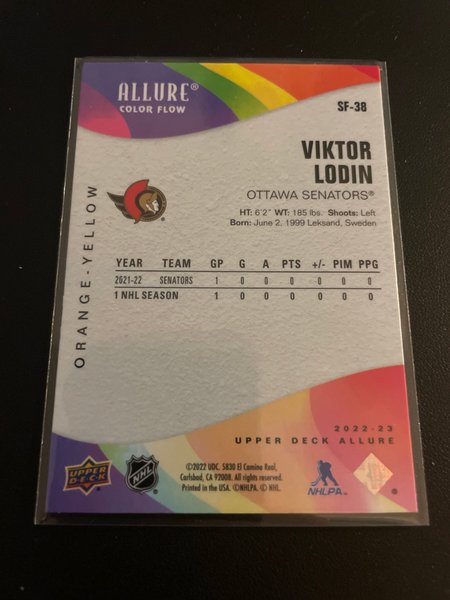 ALLURE®
COLOR FLOW
SF-38
VIKTOR
LODIN
OTTAWA SENATORS®
HT: 6'2" WT: 185 lbs. Shoots: Left
Born: June 2, 1999 Leksand, Sweden
ORANGE-YELLOW
YEAR TEAM GP G A PTS +/- PIM PPG
2021-22 SENATORS 1 0 0 0 0 0 0
1 NHL SEASON 1 0 0 0 0 0 0
2022-23
UPPER DECK ALLURE
UPPER DECK
NHL
©2022 UDC. 5830 El Camino Real,
Carlsbad, CA 92008. All rights reserved.
Printed in the USA. ©NHLPA. © NHL.
NHLPA